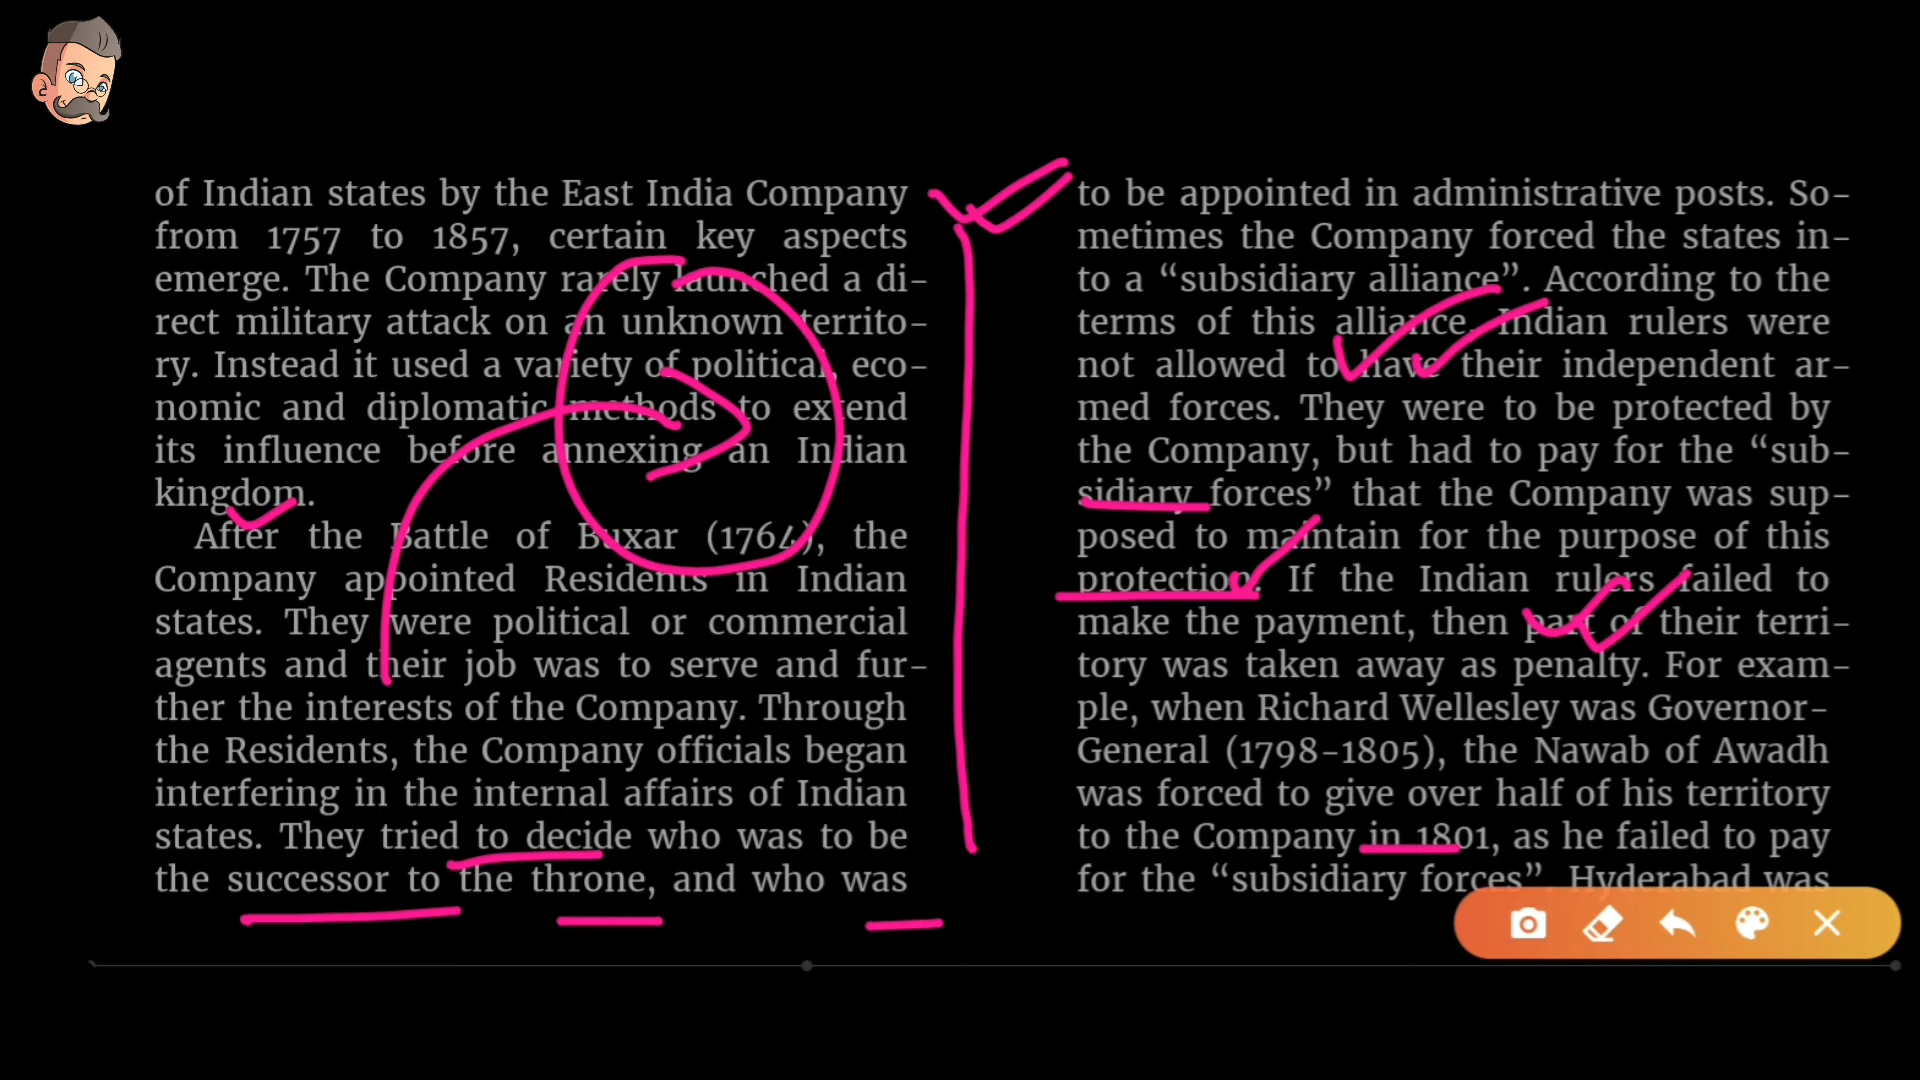 of Indian states by the East India Company
from 1757 to 1857, certain key aspects
emerge. The Company rarely launched a di-
rect military attack on an unknown territo-
ry. Instead it used a variety of political, eco-
nomic and diplomatic methods to extend
its influence before annexing an Indian
kingdom.
After the Battle of Buxar (1764), the
Company appointed Residents in Indian
states. They were political or commercial
agents and their job was to serve and fur-
ther the interests of the Company. Through
the Residents, the Company officials began
interfering in the internal affairs of Indian
states. They tried to decide who was to be
the successor to the throne, and who was
to be appointed in administrative posts. So-
metimes the Company forced the states in-
to a “subsidiary alliance”. According to the
terms of this alliance, Indian rulers were
not allowed to have their independent ar-
med forces. They were to be protected by
the Company, but had to pay for the “sub-
sidiary forces” that the Company was sup-
posed to maintain for the purpose of this
protection. If the Indian rulers failed to
make the payment, then part of their terri-
tory was taken away as penalty. For exam-
ple, when Richard Wellesley was Governor-
General (1798-1805), the Nawab of Awadh
was forced to give over half of his territory
to the Company in 1801, as he failed to pay
for the “subsidiary forces”. Hyderabad was